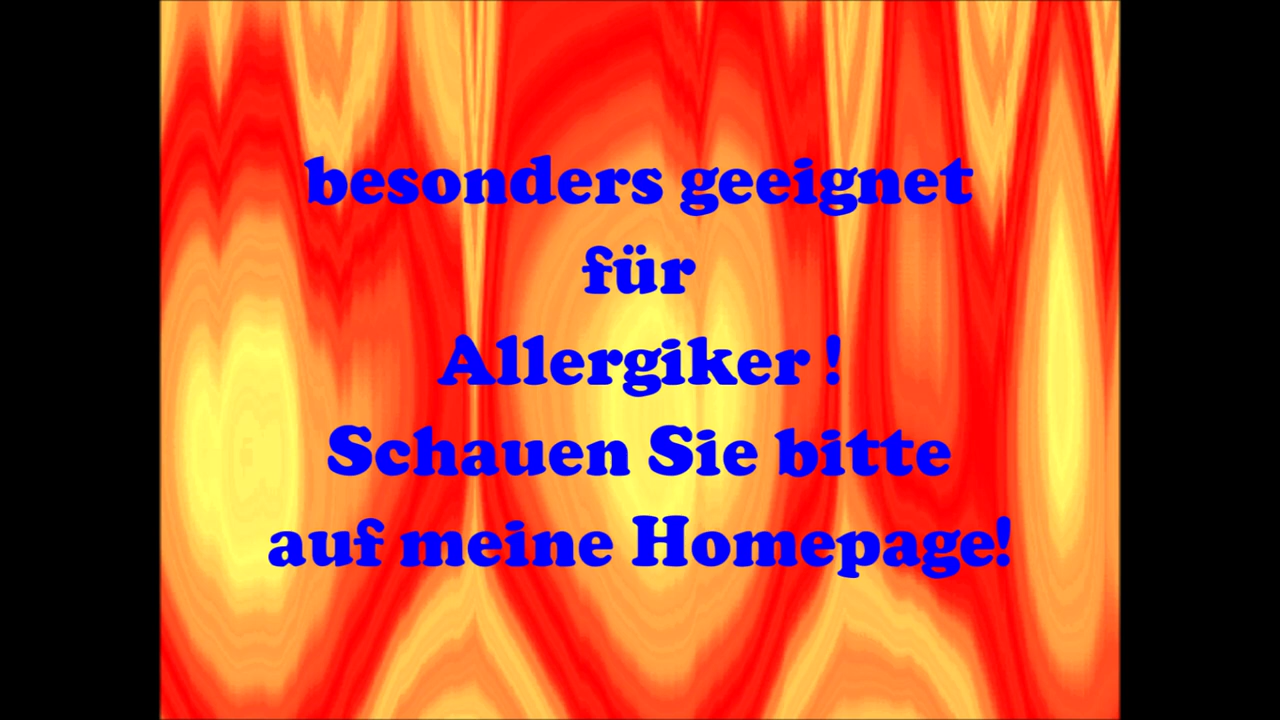 besonders geeignet
für
Allergiker !
Schauen Sie bitte
auf meine Homepage!